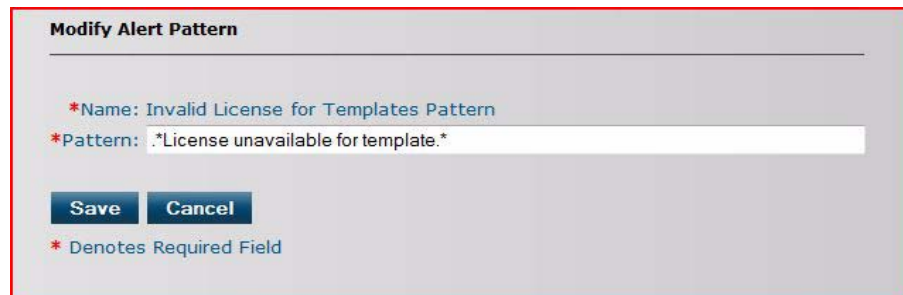 Modify Alert Pattern
*Name: Invalid License for Templates Pattern
*Pattern: .*License unavailable for template.*
Save Cancel
* Denotes Required Field